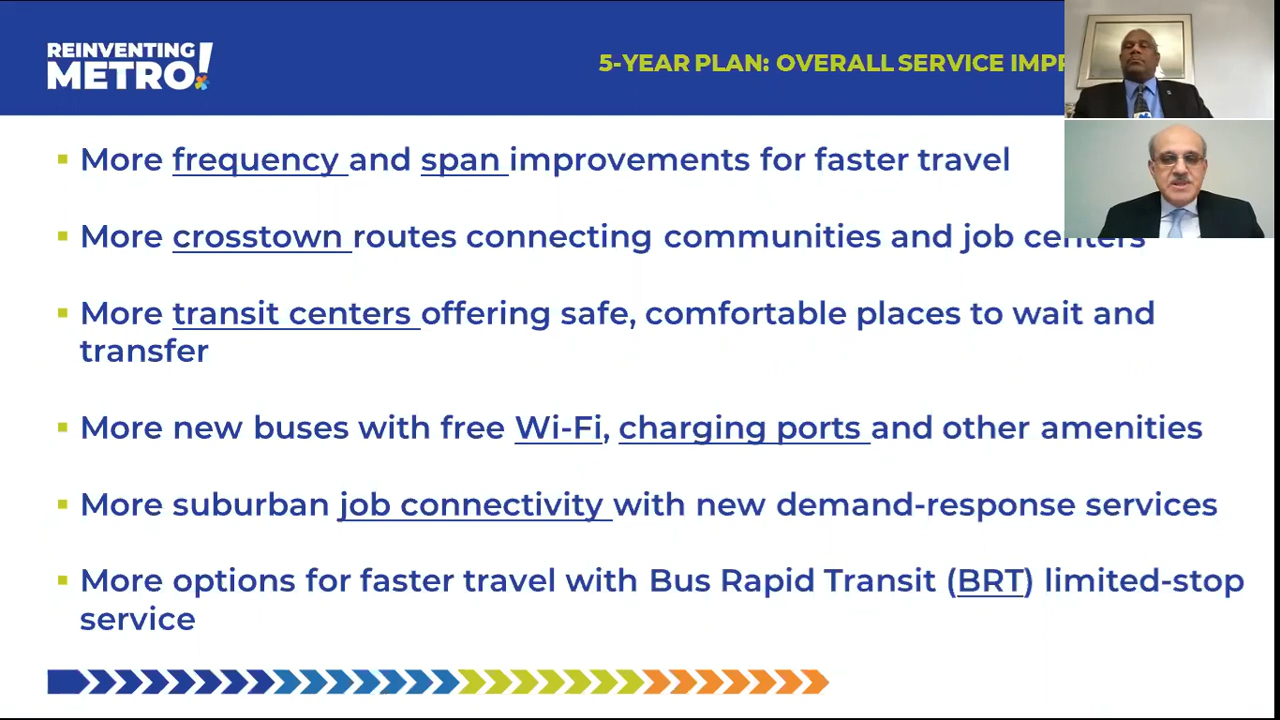 REINVENTING
METRO!
5-YEAR PLAN: OVERALL SERVICE
More frequency and span improvements for faster travel
More crosstown routes connecting communities and job centers
More transit centers offering safe, comfortable places to wait and
transfer
More new buses with free Wi-Fi, charging ports and other amenities
More suburban job connectivity with new demand-response services
More options for faster travel with Bus Rapid Transit (BRT) limited-stop
service